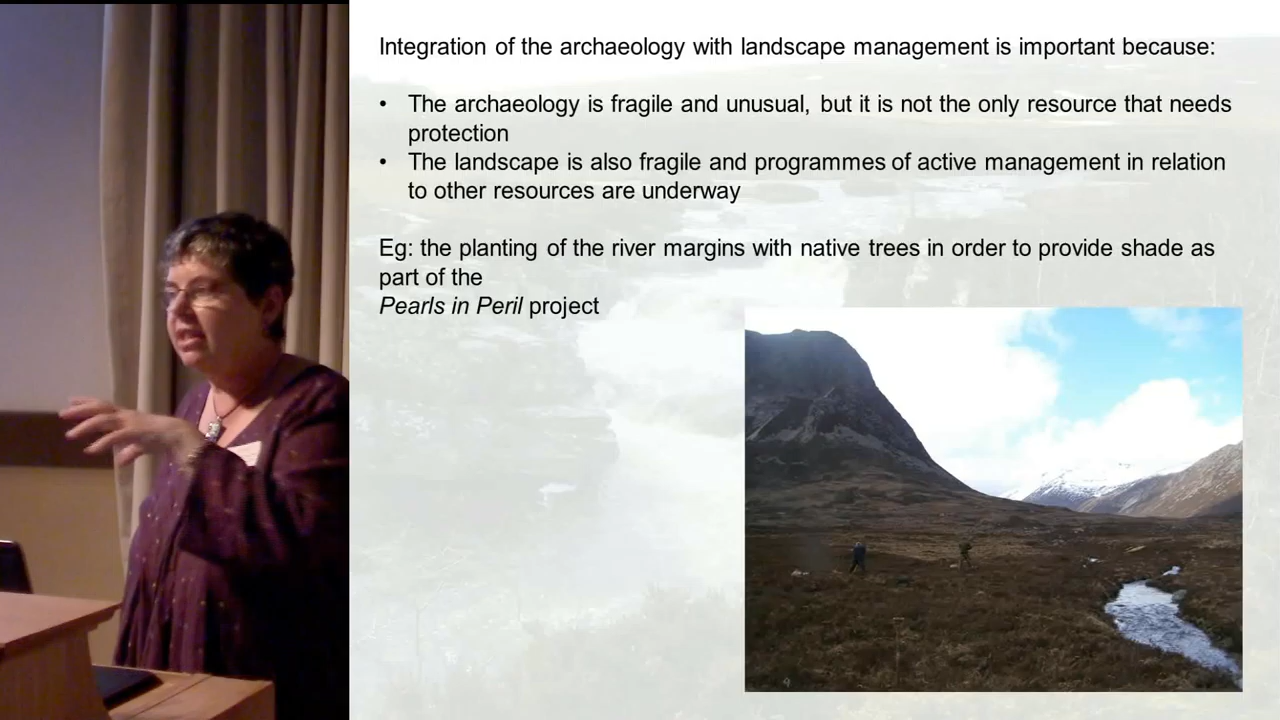 Integration of the archaeology with landscape management is important because:
• The archaeology is fragile and unusual, but it is not the only resource that needs
protection
• The landscape is also fragile and programmes of active management in relation
to other resources are underway
Eg: the planting of the river margins with native trees in order to provide shade as
part of the
Pearls in Peril project